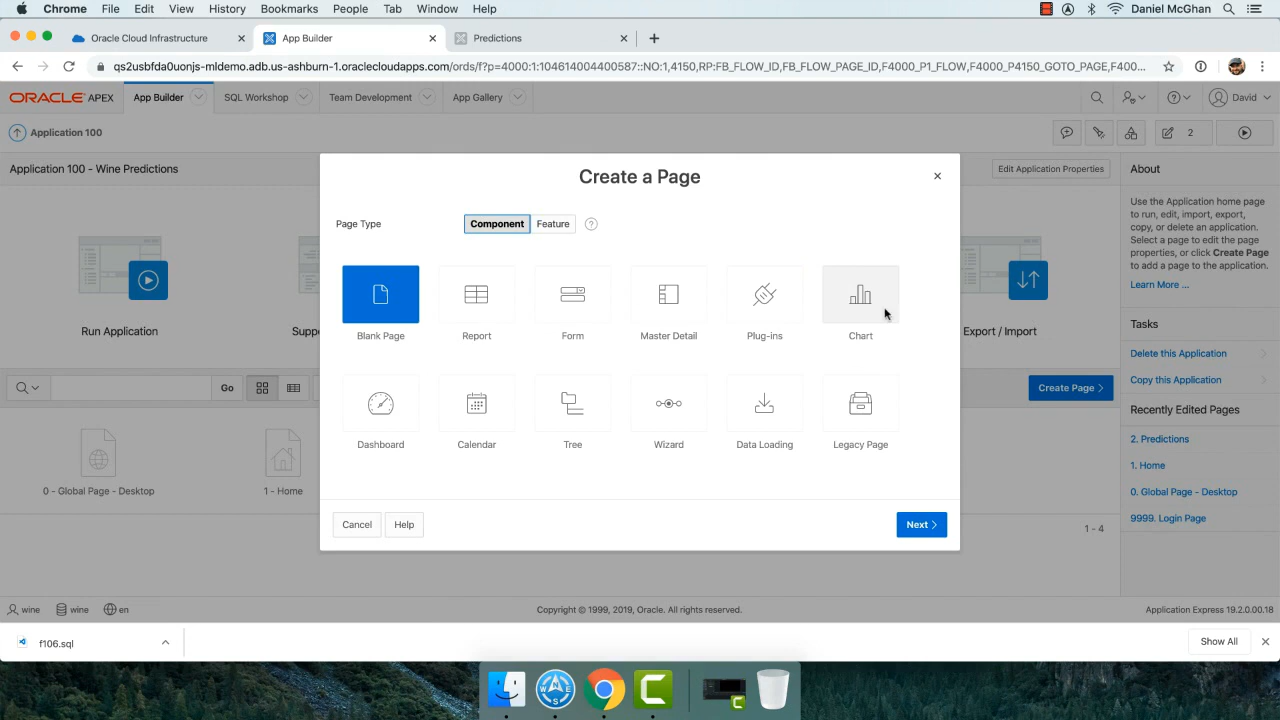 Chrome File Edit View History Bookmarks People Tab Window Help Daniel McGhan
Oracle Cloud Infrastructure App Builder Predictions
qs2usbfda0uonjs-mldemo.adb.us-ashburn-1.oraclecloudapps.com/ords/f?p=4000:1:104614004400587::NO:1,4150,RP:FB_FLOW_ID,FB_FLOW_PAGE_ID,F4000_P1_FLOW,F4000_P4150_GOTO_PAGE,F400...
ORACLE APEX App Builder SQL Workshop Team Development App Gallery David
Application 100 2
Application 100 - Wine Predictions
Edit Application Properties
Run Application
Suppo
Export / Import
Go
Create Page
0 - Global Page - Desktop
1 - Home
1 - 4
Create a Page
Page Type Component Feature
Blank Page Report Form Master Detail Plug-ins Chart
Dashboard Calendar Tree Wizard Data Loading Legacy Page
Cancel Help Next
About
Use the Application home page
to run, edit, import, export,
copy, or delete an application.
Select a page to edit the page
properties, or click Create Page
to add a page to the application.
Learn More ...
Tasks
Delete this Application
Copy this Application
Recently Edited Pages
2. Predictions
1. Home
0. Global Page - Desktop
9999. Login Page
wine wine en
Copyright © 1999, 2019, Oracle. All rights reserved.
Application Express 19.2.0.00.18
f106.sql
Show All